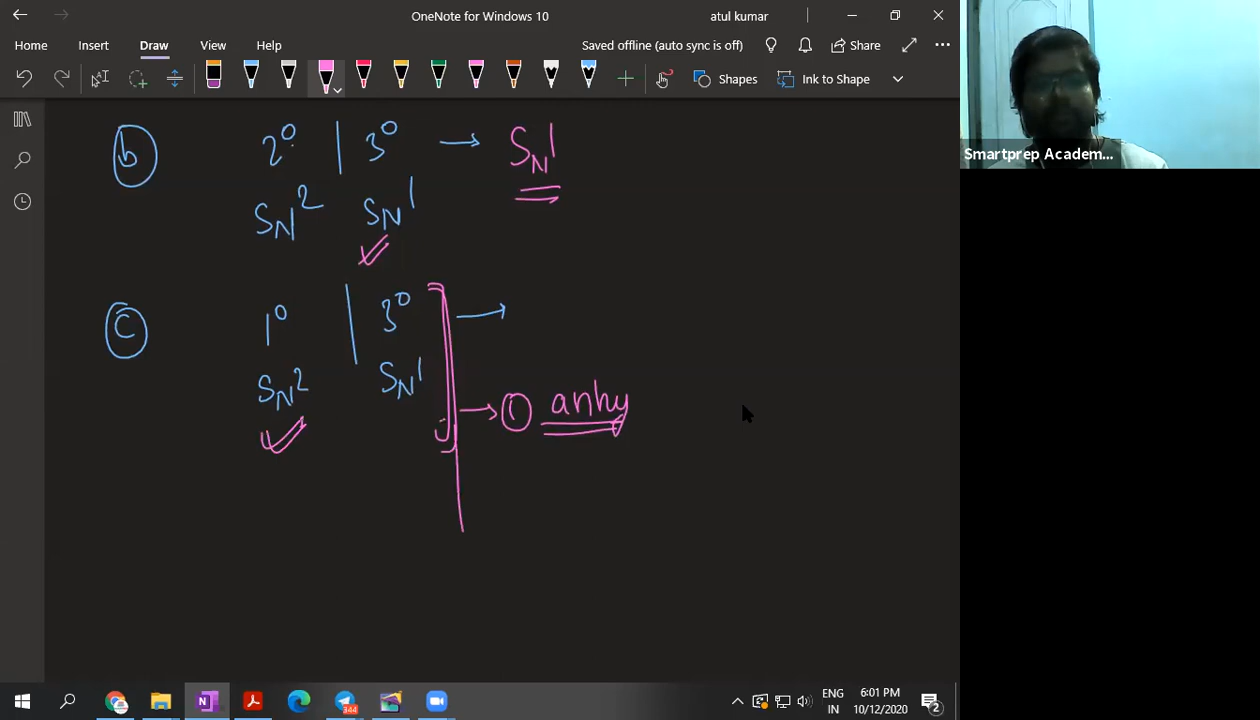 OneNote for Windows 10
atul kumar
Home Insert Draw View Help
Saved offline (auto sync is off)
Share
Shapes
Ink to Shape
Smartprep Academ...
b 2° | 3° → SN1
SN2 SN1
C 1° | 3° →
SN2 SN1
→ ① anhy
344
ENG
IN
6:01 PM
10/12/2020
2